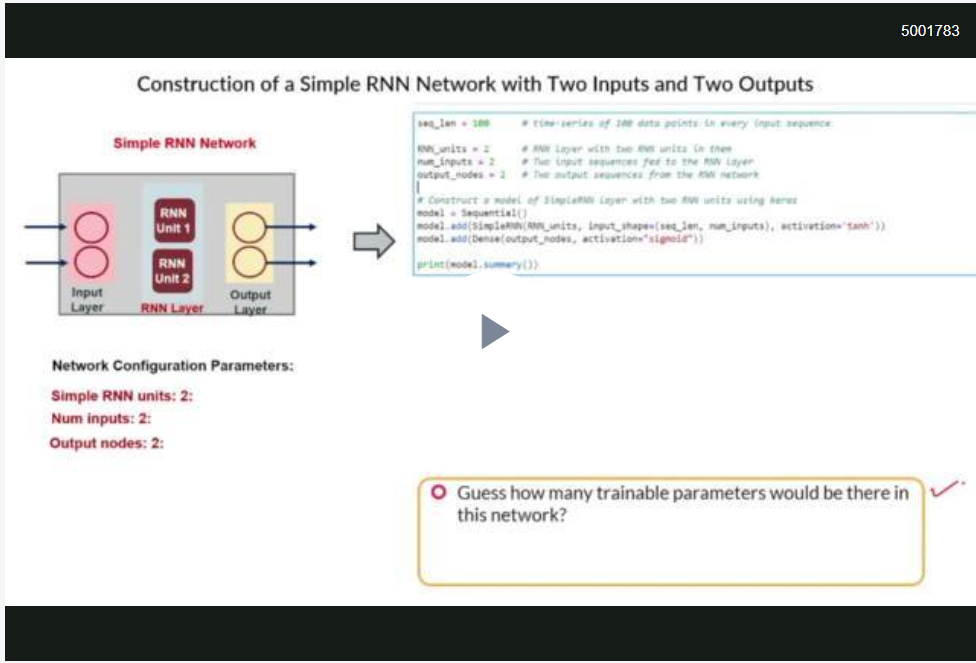 5001783
Construction of a Simple RNN Network with Two Inputs and Two Outputs
Simple RNN Network
RNN
Unit 1
RNN
Unit 2
Input
Layer
RNN Layer
Output
Layer
seq_len = 100 # time-series of 100 data points in every input sequence
RNN_units = 2 # RNN layer with two RNN units in them
num_inputs = 2 # Two input sequences fed to the RNN layer
output_nodes = 2 # Two output sequences from the RNN network
# Construct a model of SimpleRNN layer with two RNN units using keras
model = Sequential()
model.add(SimpleRNN(RNN_units, input_shape=(seq_len, num_inputs), activation='tanh'))
model.add(Dense(output_nodes, activation="sigmoid"))
print(model.summary())
Network Configuration Parameters:
Simple RNN units: 2:
Num inputs: 2:
Output nodes: 2:
Guess how many trainable parameters would be there in
this network?